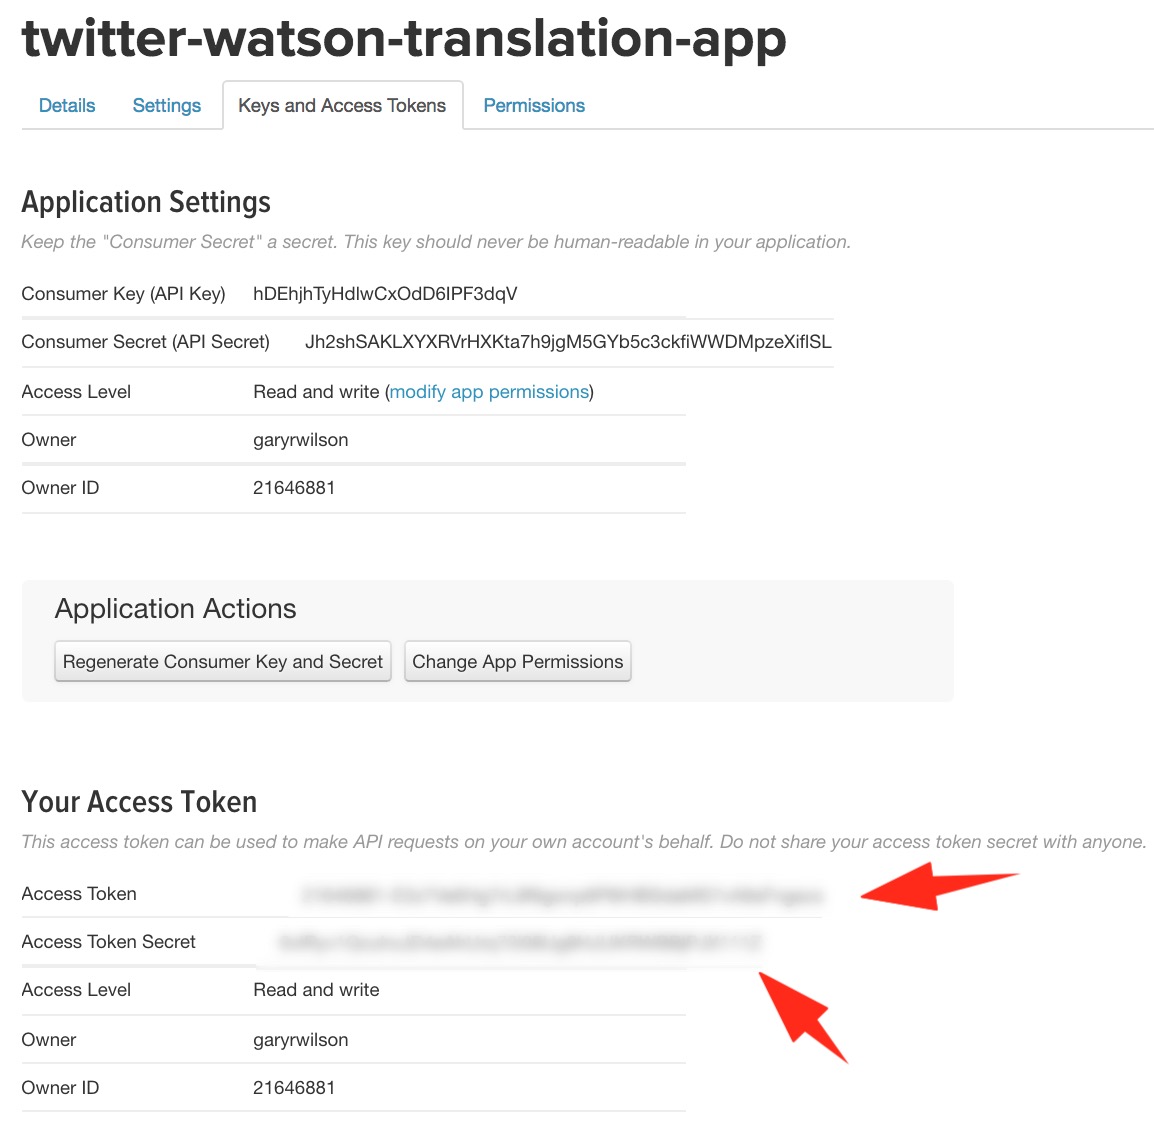 twitter-watson-translation-app
Details Settings Keys and Access Tokens Permissions
Application Settings
Keep the "Consumer Secret" a secret. This key should never be human-readable in your application.
Consumer Key (API Key) hDEhjhTyHdlwCxOdD6IPF3dqV
Consumer Secret (API Secret) Jh2shSAKLXYXRVrHXKta7h9jgM5GYb5c3ckfiWWDMpzeXiflSL
Access Level Read and write (modify app permissions)
Owner garyrwilson
Owner ID 21646881
Application Actions
Regenerate Consumer Key and Secret Change App Permissions
Your Access Token
This access token can be used to make API requests on your own account's behalf. Do not share your access token secret with anyone.
Access Token
Access Token Secret
Access Level Read and write
Owner garyrwilson
Owner ID 21646881